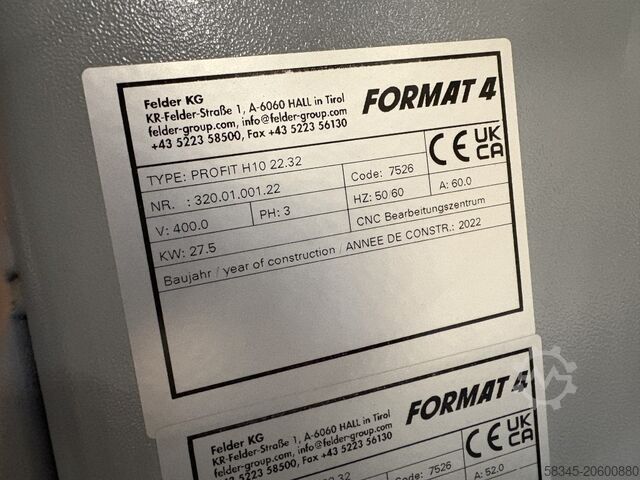 Felder KG
KR-Felder-Straße 1, A-6060 HALL in Tirol
felder-group.com, info@felder-group.com
+43 5223 58500, Fax +43 5223 56130
FORMAT 4
TYPE: PROFIT H10 22.32
Code: 7526
CE UK CA
NR. : 320.01.001.22
HZ: 50/60
A: 60.0
V: 400.0
PH: 3
CNC Bearbeitungszentrum
KW: 27.5
Baujahr / year of construction / ANNEE DE CONSTR.: 2022
Felder KG
KR-Felder-Straße 1, A-6060 HALL in Tirol
felder-group.com, info@felder-group.com
+43 5223 58500, Fax +43 5223 56130
FORMAT 4
22.32
Code: 7526
CE UK CA
A: 52.0
58345-20600880